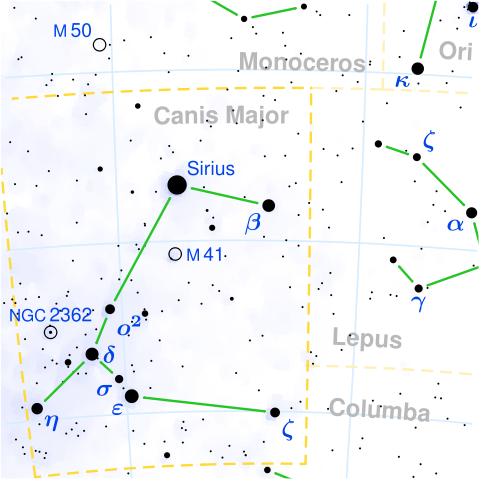 ι
M 50
Monoceros
Ori
κ
Canis Major
ζ
Sirius
β
α
M 41
γ
NGC 2362
ο²
Lepus
δ
σ
ε
η
ζ
Columba